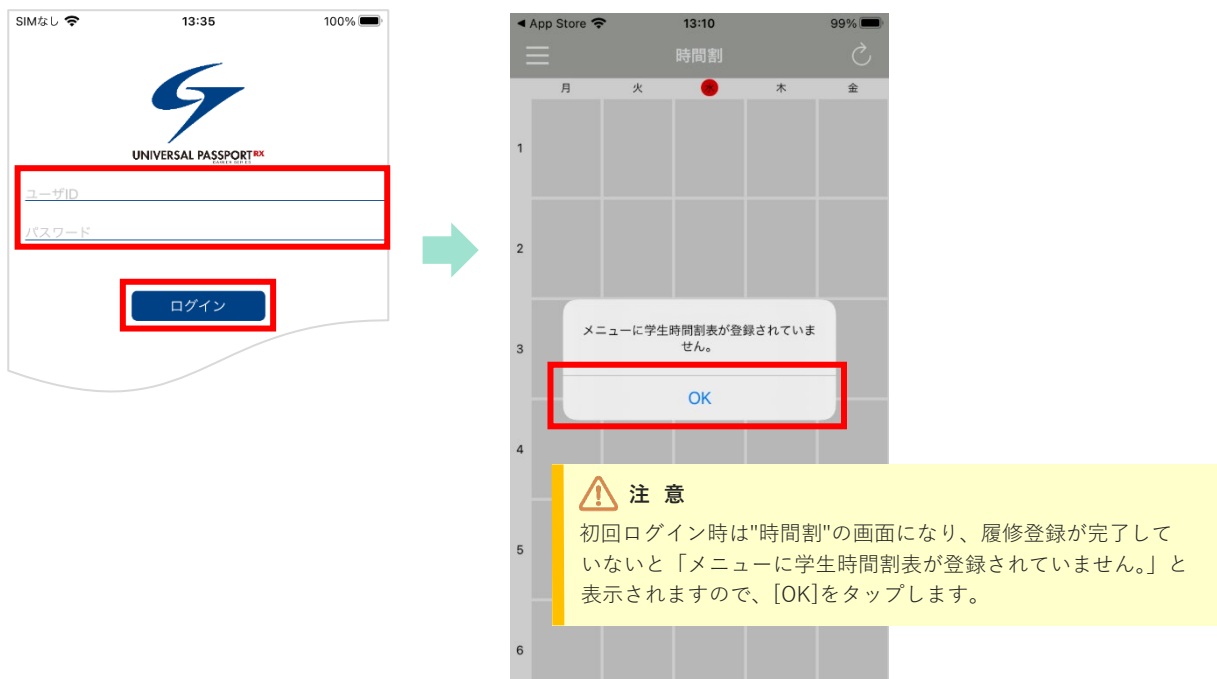 SIMなし 13:35 100%
UNIVERSAL PASSPORT RX
ユーザID
パスワード
ログイン
◀ App Store 13:10 99%
時間割
月 火 水 木 金
1
2
3
メニューに学生時間割表が登録されていま
せん。
OK
4
注 意
初回ログイン時は"時間割"の画面になり、履修登録が完了して
いないと「メニューに学生時間割表が登録されていません。」と
表示されますので、[OK]をタップします。
5
6